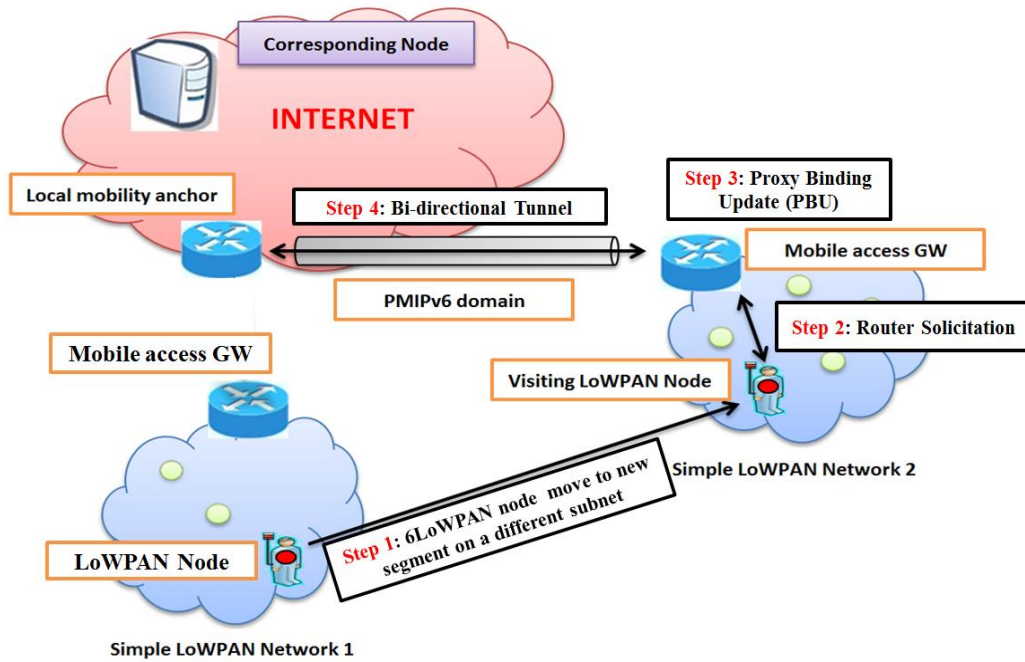 Corresponding Node
INTERNET
Local mobility anchor
Step 4: Bi-directional Tunnel
Step 3: Proxy Binding
Update (PBU)
Mobile access GW
PMIPv6 domain
Step 2: Router Solicitation
Mobile access GW
Visiting LoWPAN Node
Simple LoWPAN Network 2
Step 1: 6LoWPAN node move to new
segment on a different subnet
LoWPAN Node
Simple LoWPAN Network 1